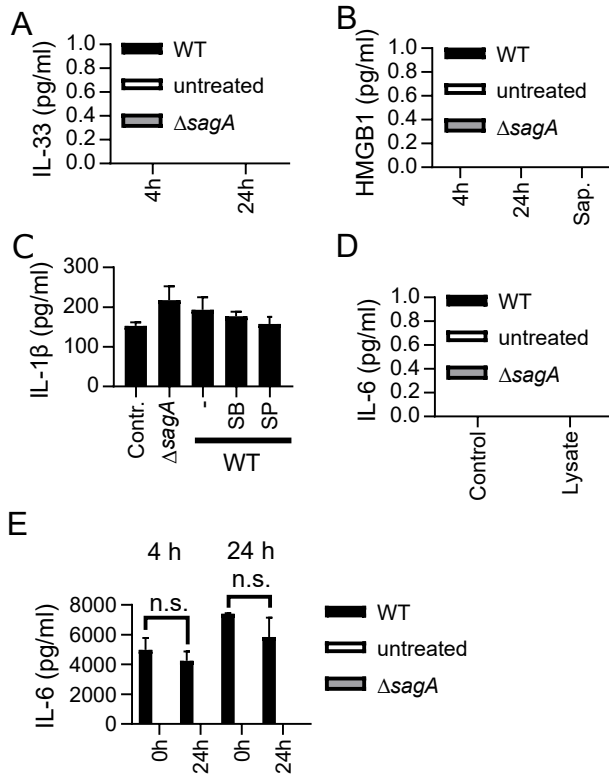 A
IL-33 (pg/ml)
1.0
0.8
0.6
0.4
0.2
0.0
WT
untreated
ΔsagA
4h
24h
B
HMGB1 (pg/ml)
1.0
0.8
0.6
0.4
0.2
0.0
WT
untreated
ΔsagA
4h
24h
Sap.
C
IL-1β (pg/ml)
300
200
100
0
Contr.
ΔsagA
-
SB
SP
WT
D
IL-6 (pg/ml)
1.0
0.8
0.6
0.4
0.2
0.0
WT
untreated
ΔsagA
Control
Lysate
E
4 h
24 h
n.s.
n.s.
IL-6 (pg/ml)
8000
6000
4000
2000
0
0h
24h
0h
24h
WT
untreated
ΔsagA